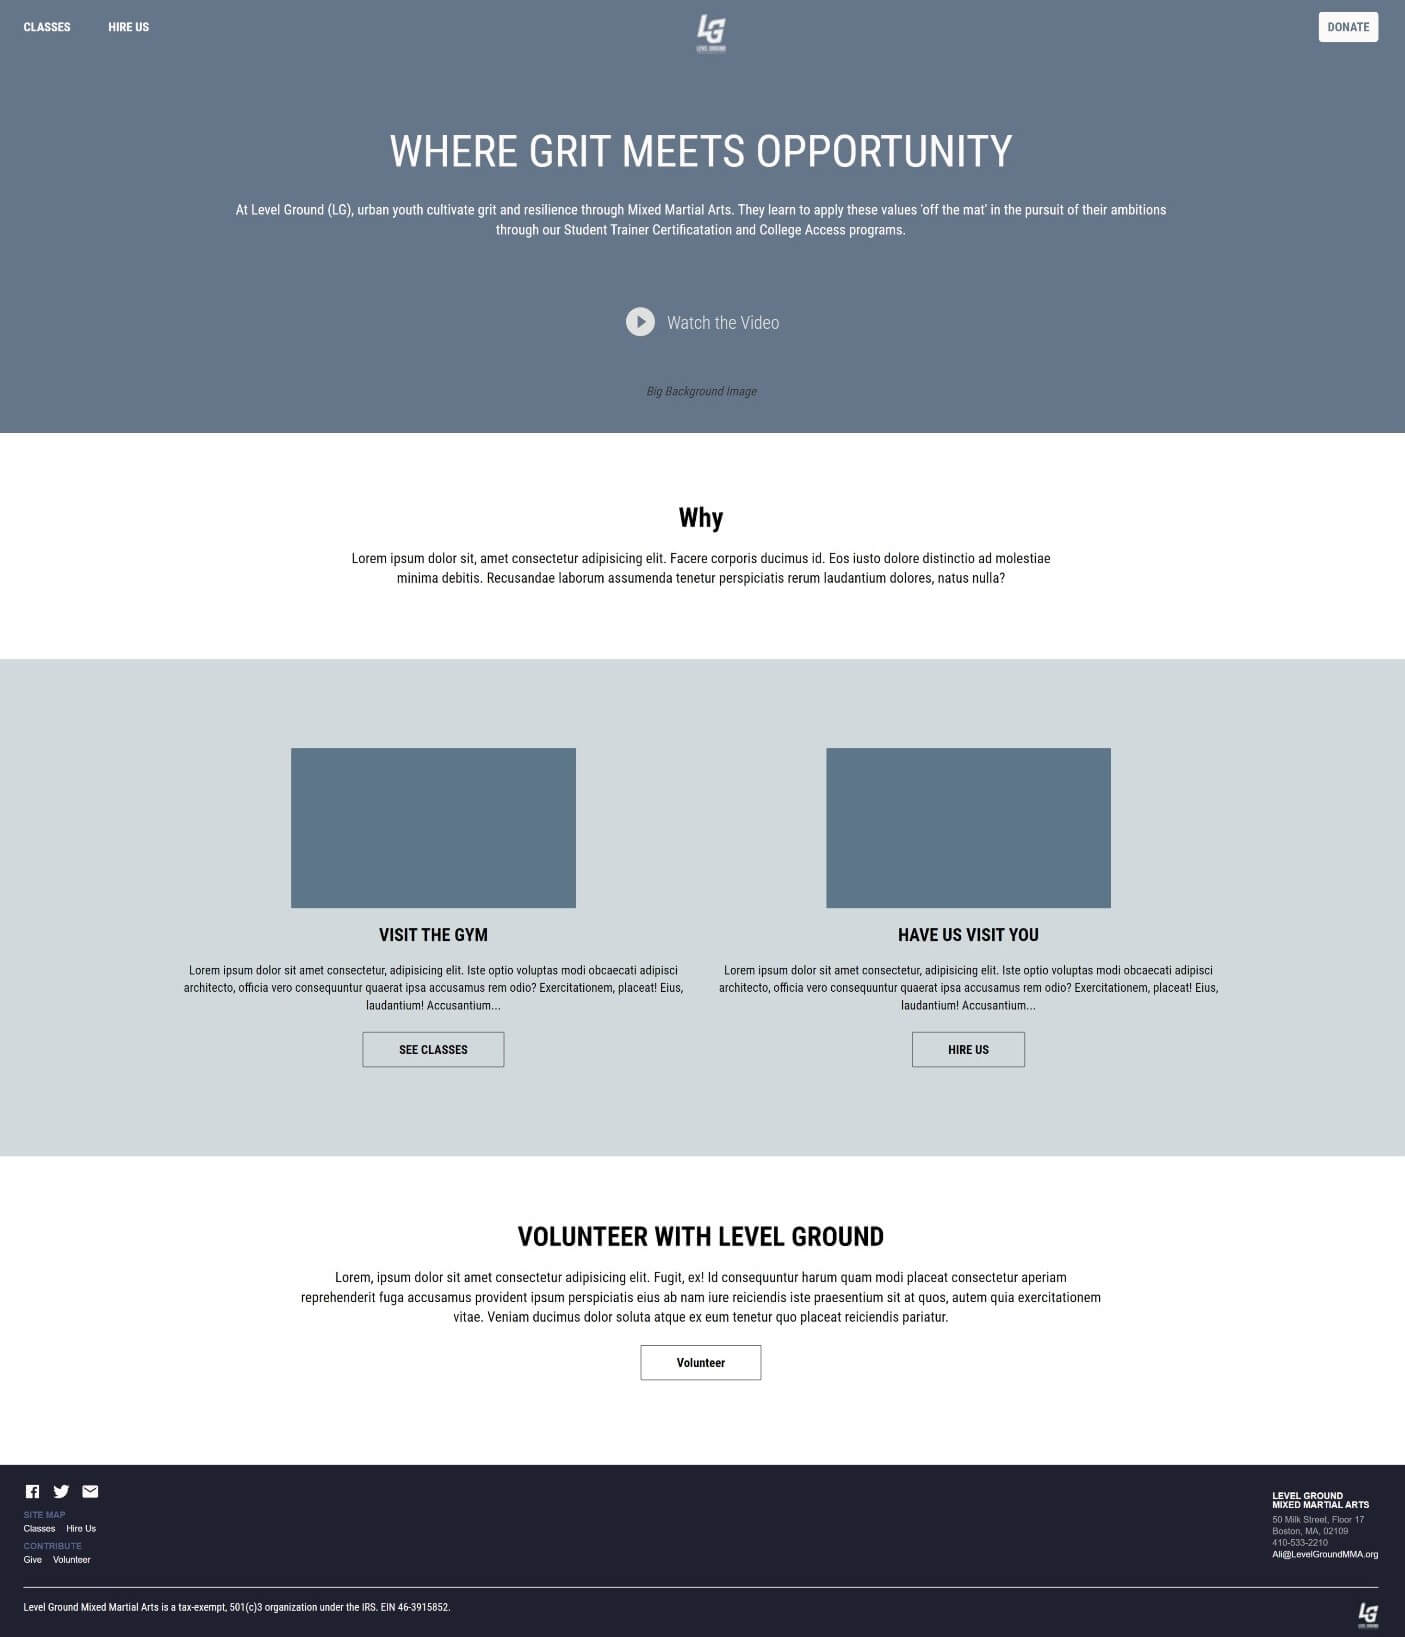 CLASSES
HIRE US
LG
LEVEL GROUND
DONATE
WHERE GRIT MEETS OPPORTUNITY
At Level Ground (LG), urban youth cultivate grit and resilience through Mixed Martial Arts. They learn to apply these values 'off the mat' in the pursuit of their ambitions
through our Student Trainer Certificatation and College Access programs.
Watch the Video
Big Background Image
Why
Lorem ipsum dolor sit, amet consectetur adipisicing elit. Facere corporis ducimus id. Eos iusto dolore distinctio ad molestiae
minima debitis. Recusandae laborum assumenda tenetur perspiciatis rerum laudantium dolores, natus nulla?
VISIT THE GYM
Lorem ipsum dolor sit amet consectetur, adipisicing elit. Iste optio voluptas modi obcaecati adipisci
architecto, officia vero consequuntur quaerat ipsa accusamus rem odio? Exercitationem, placeat! Eius,
laudantium! Accusantium...
SEE CLASSES
HAVE US VISIT YOU
Lorem ipsum dolor sit amet consectetur, adipisicing elit. Iste optio voluptas modi obcaecati adipisci
architecto, officia vero consequuntur quaerat ipsa accusamus rem odio? Exercitationem, placeat! Eius,
laudantium! Accusantium...
HIRE US
VOLUNTEER WITH LEVEL GROUND
Lorem, ipsum dolor sit amet consectetur adipisicing elit. Fugit, ex! Id consequuntur harum quam modi placeat consectetur aperiam
reprehenderit fuga accusamus provident ipsum perspiciatis eius ab nam iure reiciendis iste praesentium sit at quos, autem quia exercitationem
vitae. Veniam ducimus dolor soluta atque ex eum tenetur quo placeat reiciendis pariatur.
Volunteer
SITE MAP
Classes Hire Us
CONTRIBUTE
Give Volunteer
LEVEL GROUND
MIXED MARTIAL ARTS
50 Milk Street, Floor 17
Boston, MA, 02109
410-533-2210
Ali@LevelGroundMMA.org
Level Ground Mixed Martial Arts is a tax-exempt, 501(c)3 organization under the IRS. EIN 46-3915852.
LG